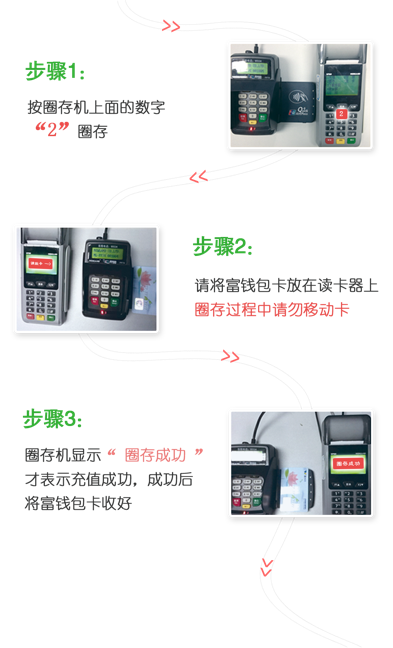 步骤1：
按圈存机上面的数字
“2”圈存
2
步骤2：
请将富钱包卡放在读卡器上
圈存过程中请勿移动卡
步骤3：
圈存机显示“ 圈存成功 ”
才表示充值成功，成功后
将富钱包卡收好
圈存成功